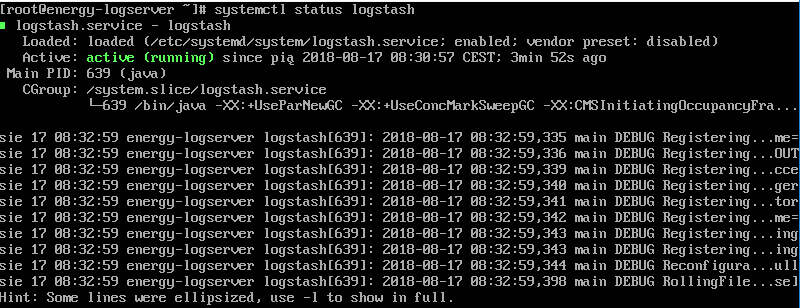 [root@energy-logserver ~]# systemctl status logstash
logstash.service - logstash
Loaded: loaded (/etc/systemd/system/logstash.service; enabled; vendor preset: disabled)
Active: active (running) since pią 2018-08-17 08:30:57 CEST; 3min 52s ago
Main PID: 639 (java)
CGroup: /system.slice/logstash.service
└─639 /bin/java -XX:+UseParNewGC -XX:+UseConcMarkSweepGC -XX:CMSInitiatingOccupancyFra...
sie 17 08:32:59 energy-logserver logstash[639]: 2018-08-17 08:32:59,335 main DEBUG Registering...me=
sie 17 08:32:59 energy-logserver logstash[639]: 2018-08-17 08:32:59,336 main DEBUG Registering...OUT
sie 17 08:32:59 energy-logserver logstash[639]: 2018-08-17 08:32:59,339 main DEBUG Registering...cce
sie 17 08:32:59 energy-logserver logstash[639]: 2018-08-17 08:32:59,340 main DEBUG Registering...ger
sie 17 08:32:59 energy-logserver logstash[639]: 2018-08-17 08:32:59,341 main DEBUG Registering...tor
sie 17 08:32:59 energy-logserver logstash[639]: 2018-08-17 08:32:59,342 main DEBUG Registering...me=
sie 17 08:32:59 energy-logserver logstash[639]: 2018-08-17 08:32:59,343 main DEBUG Registering...ing
sie 17 08:32:59 energy-logserver logstash[639]: 2018-08-17 08:32:59,343 main DEBUG Registering...ing
sie 17 08:32:59 energy-logserver logstash[639]: 2018-08-17 08:32:59,344 main DEBUG Reconfigura...ull
sie 17 08:32:59 energy-logserver logstash[639]: 2018-08-17 08:32:59,398 main DEBUG RollingFile...sel
Hint: Some lines were ellipsized, use -l to show in full.